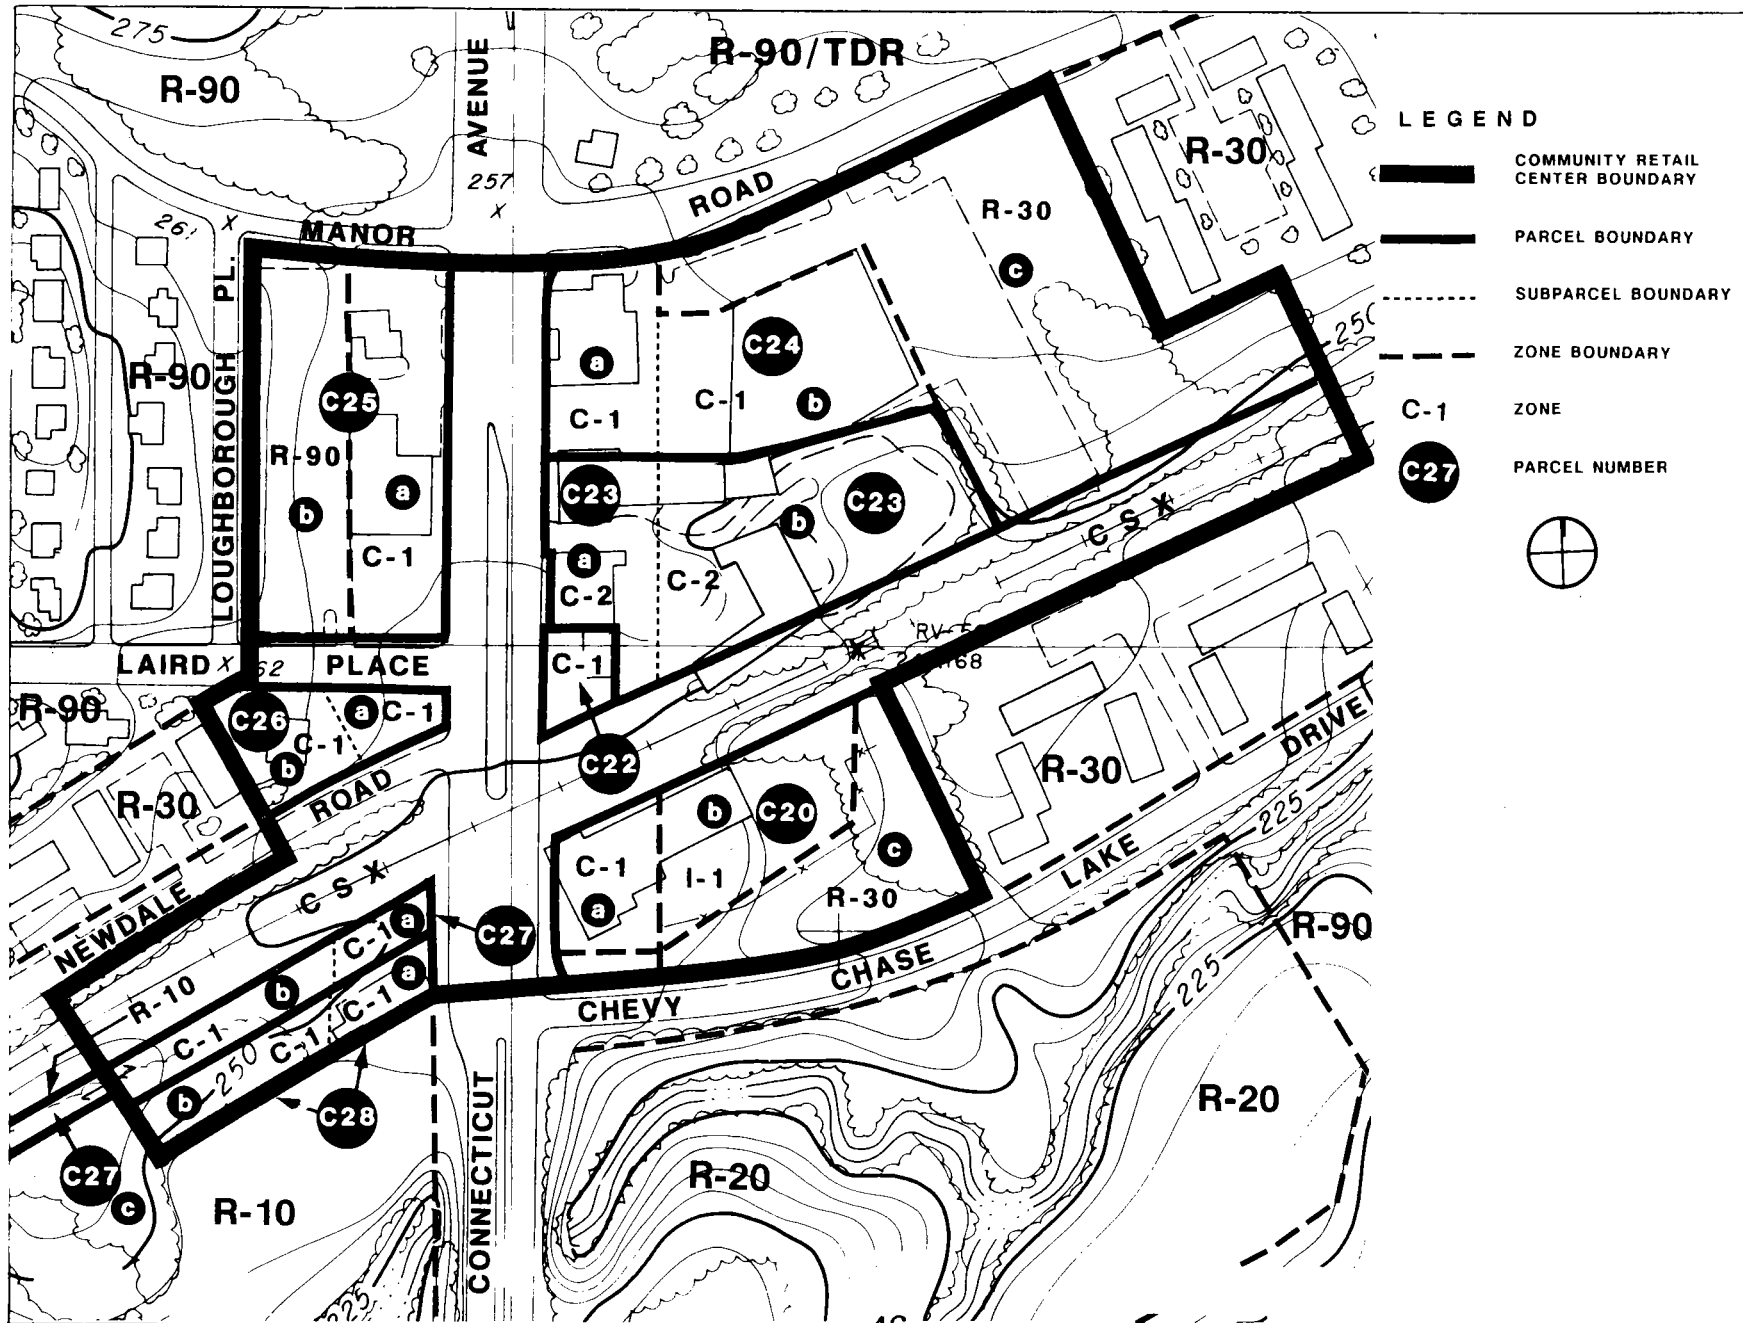 275
R-90
AVENUE
R-90/TDR
257
X
R-30
MANOR
ROAD
R-30
c
X
PL.
LOUGHBOROUGH
R-90
C25
R-90
b
a
C-1
a
C-1
C24
C-1
b
C23
a
C-2
C-2
b
C23
C S X
C-1
C22
LAIRD X 62 PLACE
R-90
C26
a C-1
C-1
b
ROAD
R-30
NEWDALE
C S X
68
R-30
DRIVE
LAKE
225
b
C20
C-1
a
I-1
c
R-30
R-90
225
CHASE
CHEVY
C27
C-1 a
a
C-1
b
R-10
C-1
C-1
250
b
C28
C27
c
R-10
CONNECTICUT
R-20
R-20
225
LEGEND
COMMUNITY RETAIL
CENTER BOUNDARY
PARCEL BOUNDARY
SUBPARCEL BOUNDARY
ZONE BOUNDARY
C-1 ZONE
C27 PARCEL NUMBER